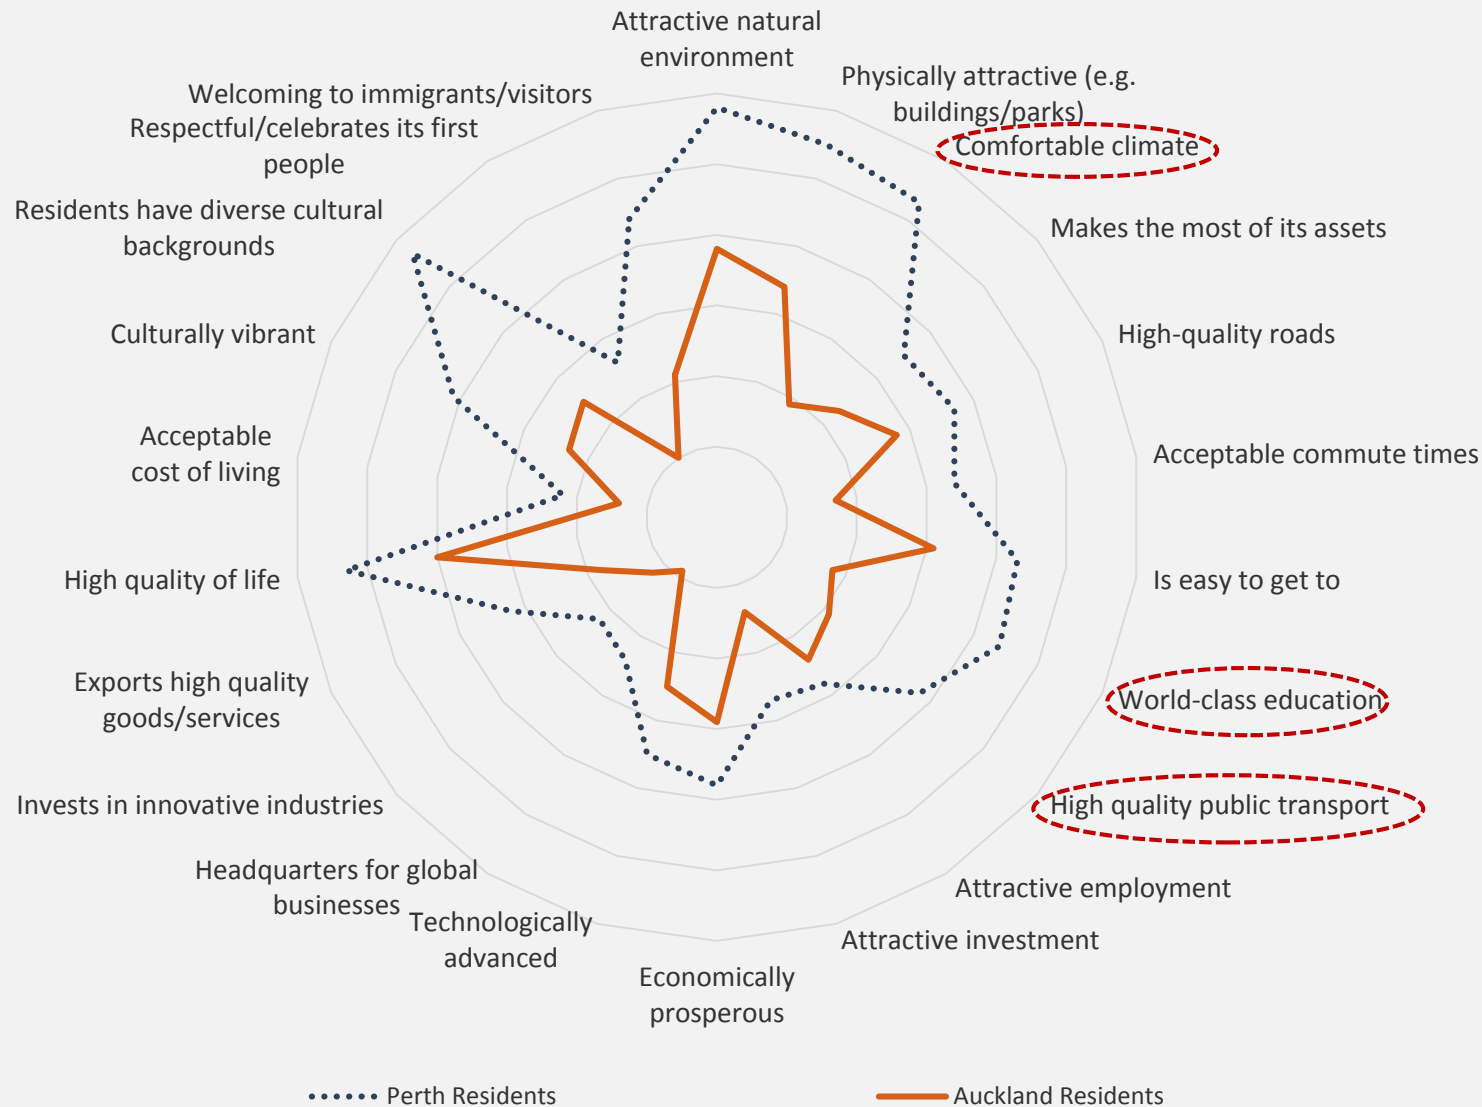 Attractive natural
environment
Physically attractive (e.g.
buildings/parks)
Comfortable climate
Makes the most of its assets
High-quality roads
Acceptable commute times
Is easy to get to
World-class education
High quality public transport
Attractive employment
Attractive investment
Economically
prosperous
Technologically
advanced
Headquarters for global
businesses
Invests in innovative industries
Exports high quality
goods/services
High quality of life
Acceptable
cost of living
Culturally vibrant
Residents have diverse cultural
backgrounds
Respectful/celebrates its first
people
Welcoming to immigrants/visitors
Perth Residents
Auckland Residents